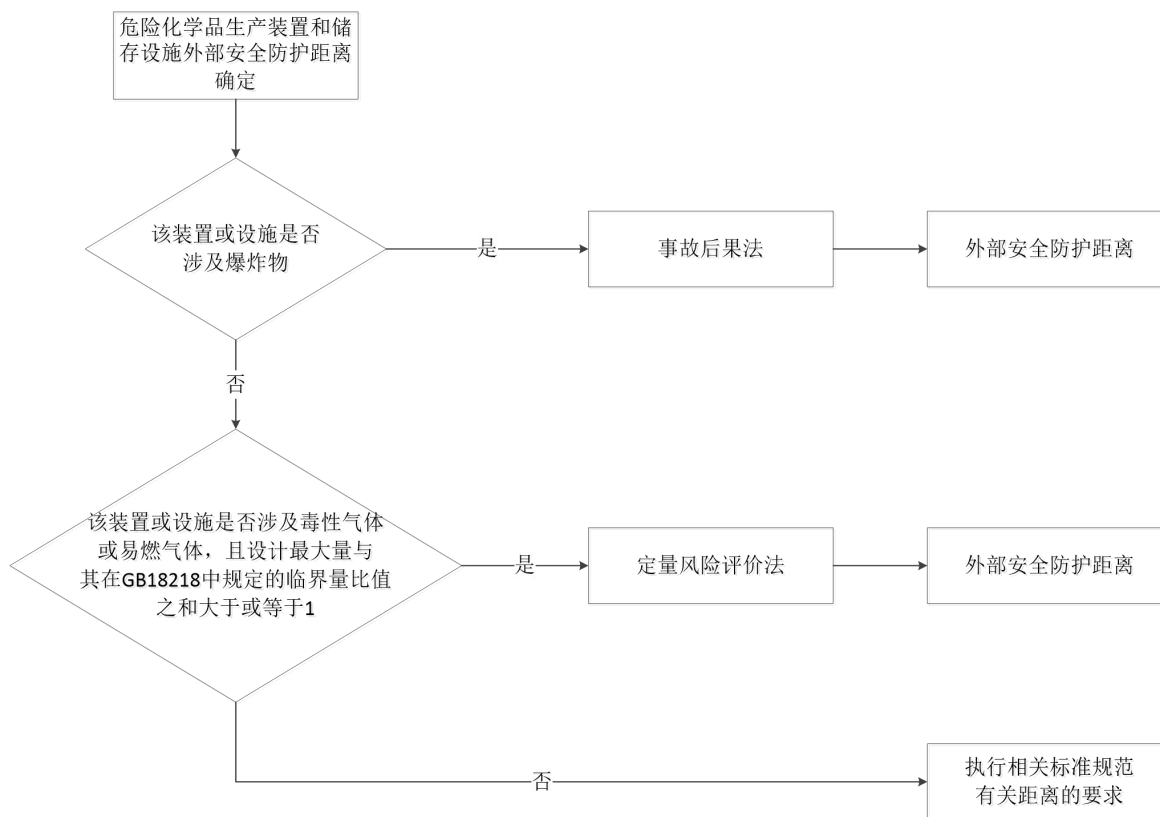 危险化学品生产装置和储
存设施外部安全防护距离
确定
该装置或设施是否
涉及爆炸物
是
事故后果法
外部安全防护距离
否
该装置或设施是否涉及毒性气体
或易燃气体，且设计最大量与
其在GB18218中规定的临界量比值
之和大于或等于1
是
定量风险评价法
外部安全防护距离
否
执行相关标准规范
有关距离的要求